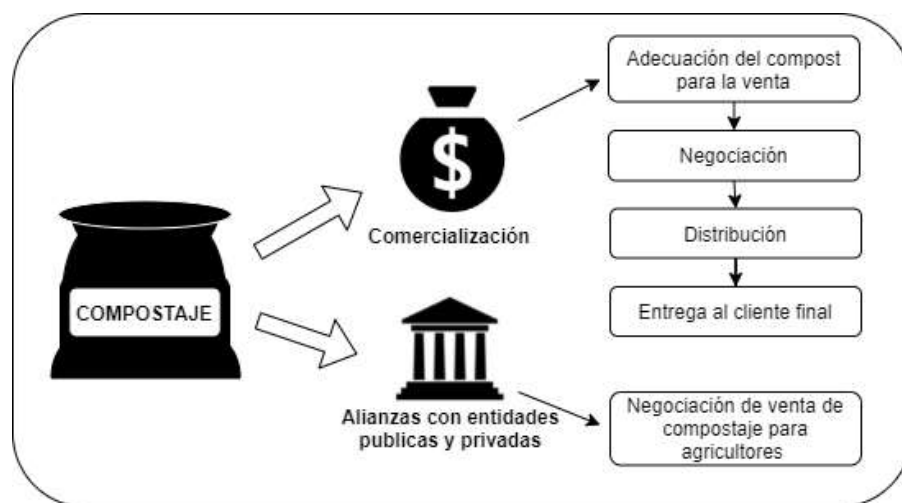 COMPOSTAJE
$
Comercialización
Adecuación del compost
para la venta
Negociación
Distribución
Entrega al cliente final
Alianzas con entidades
publicas y privadas
Negociación de venta de
compostaje para
agricultores